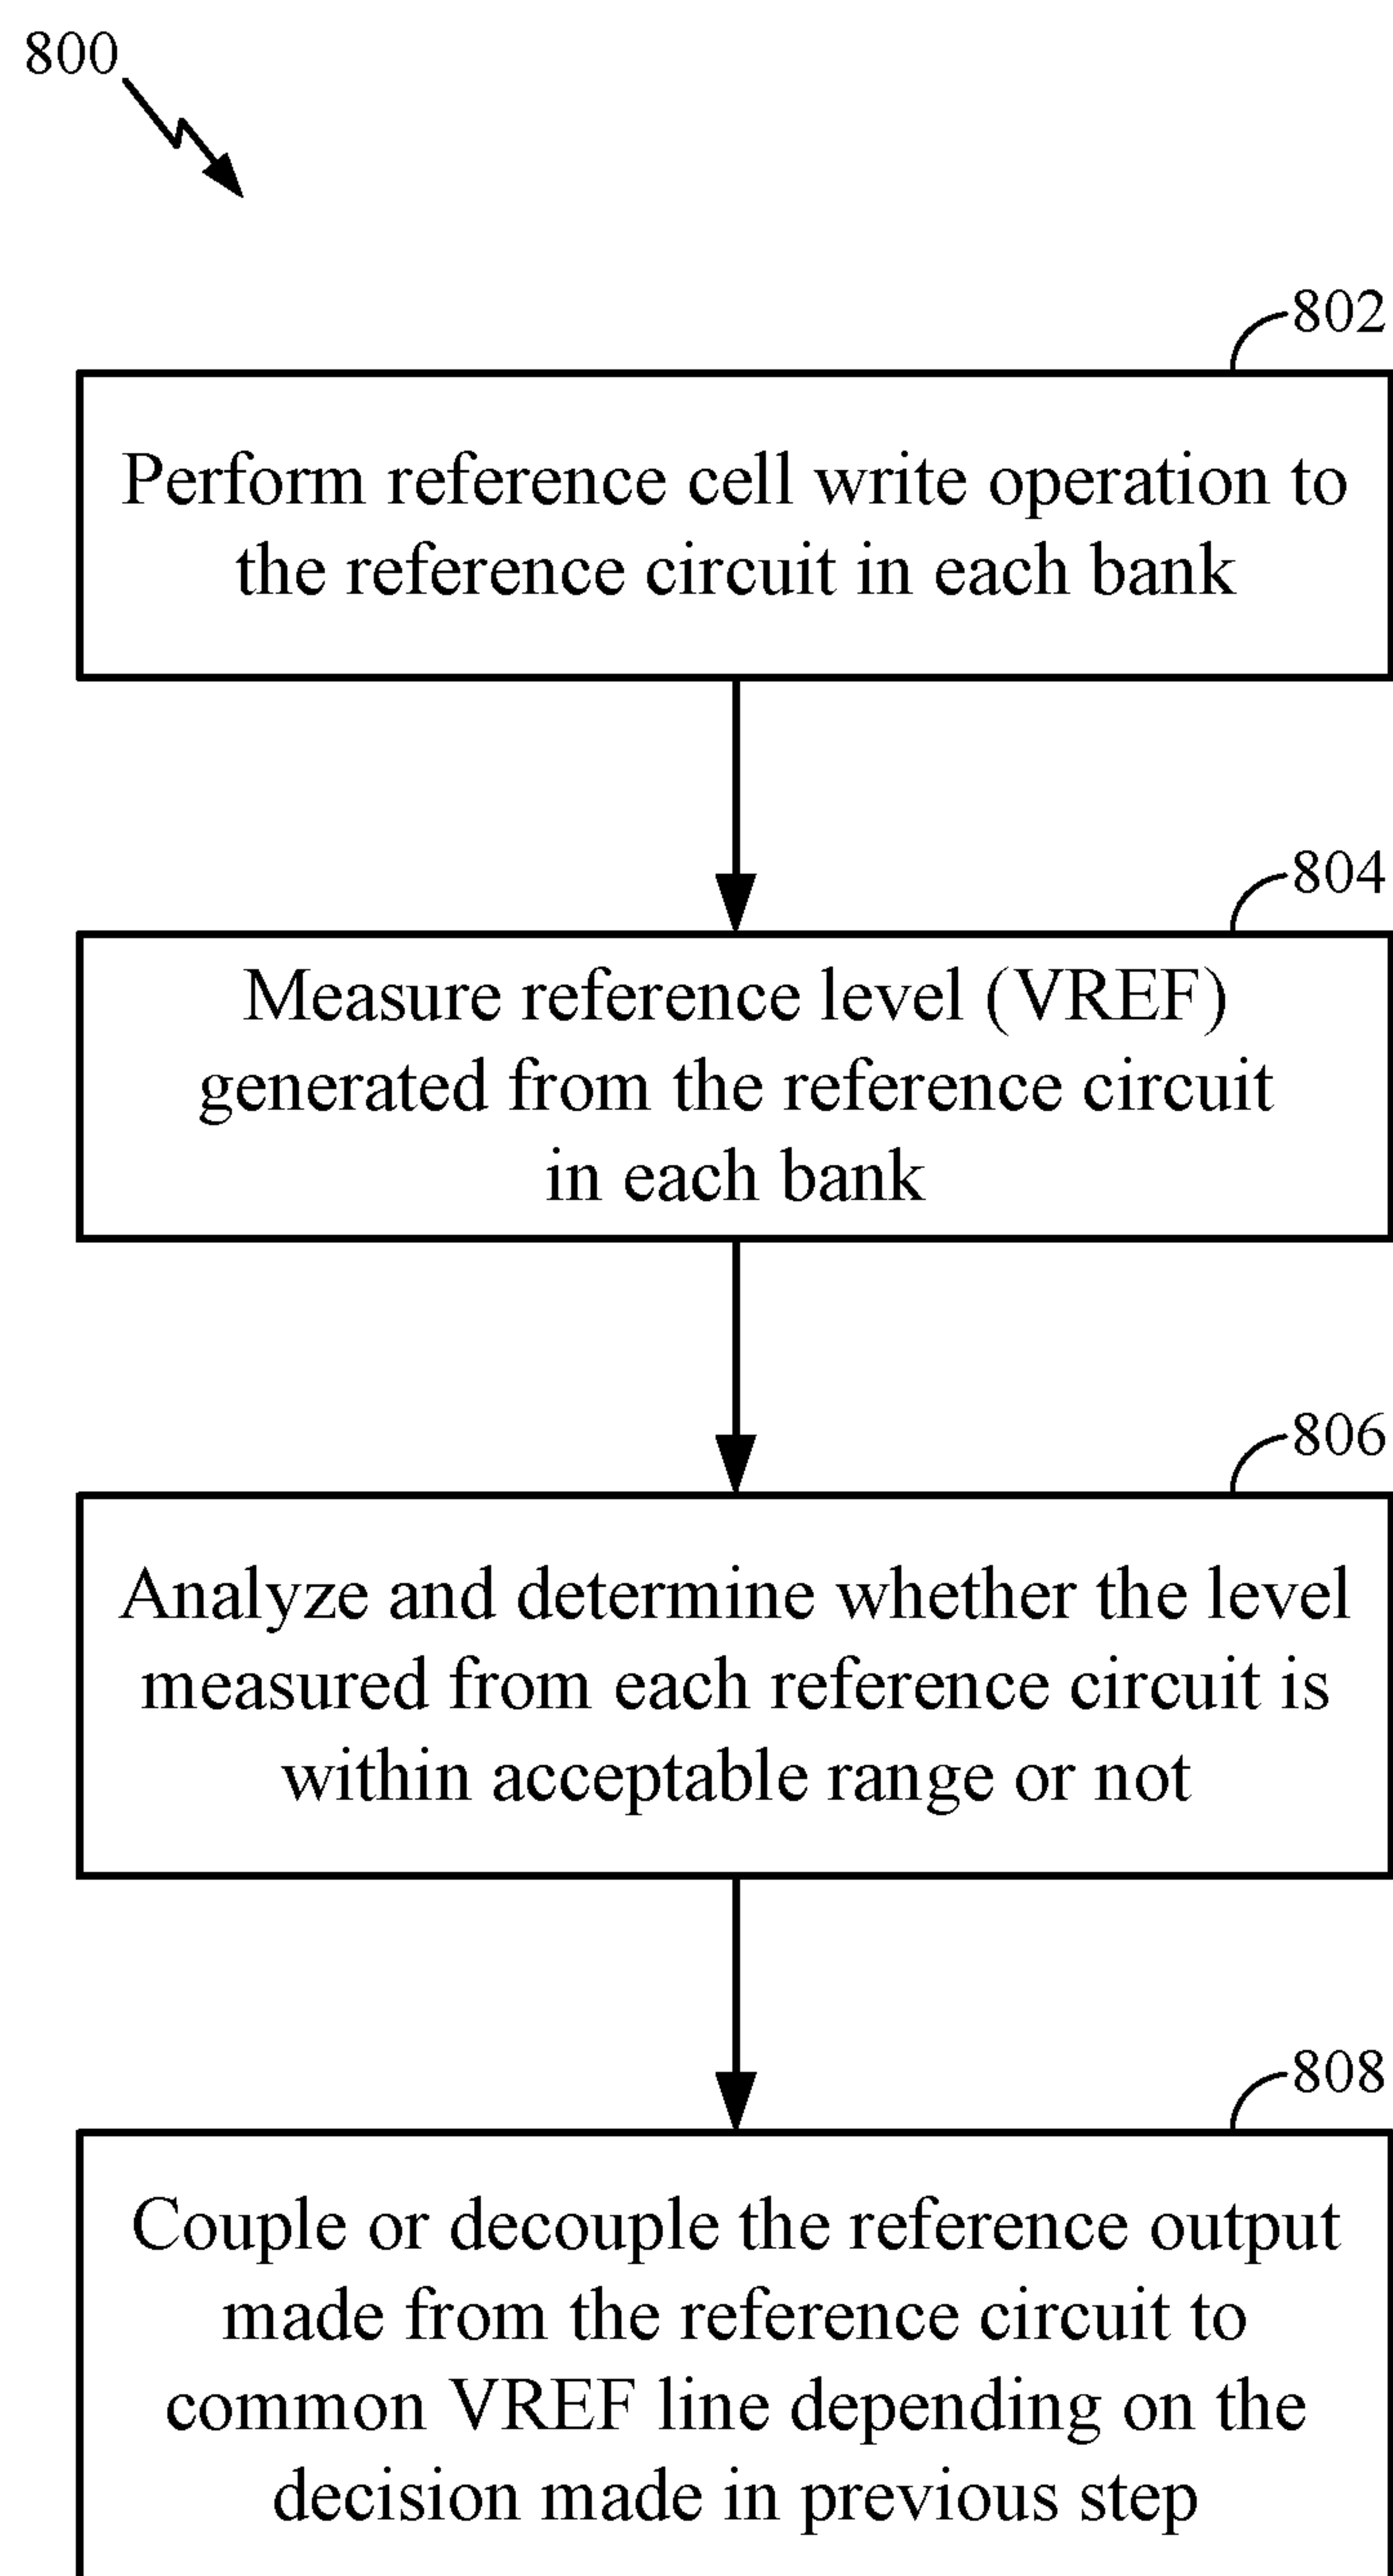 800
802
Perform reference cell write operation to
the reference circuit in each bank
804
Measure reference level (VREF)
generated from the reference circuit
in each bank
806
Analyze and determine whether the level
measured from each reference circuit is
within acceptable range or not
808
Couple or decouple the reference output
made from the reference circuit to
common VREF line depending on the
decision made in previous step